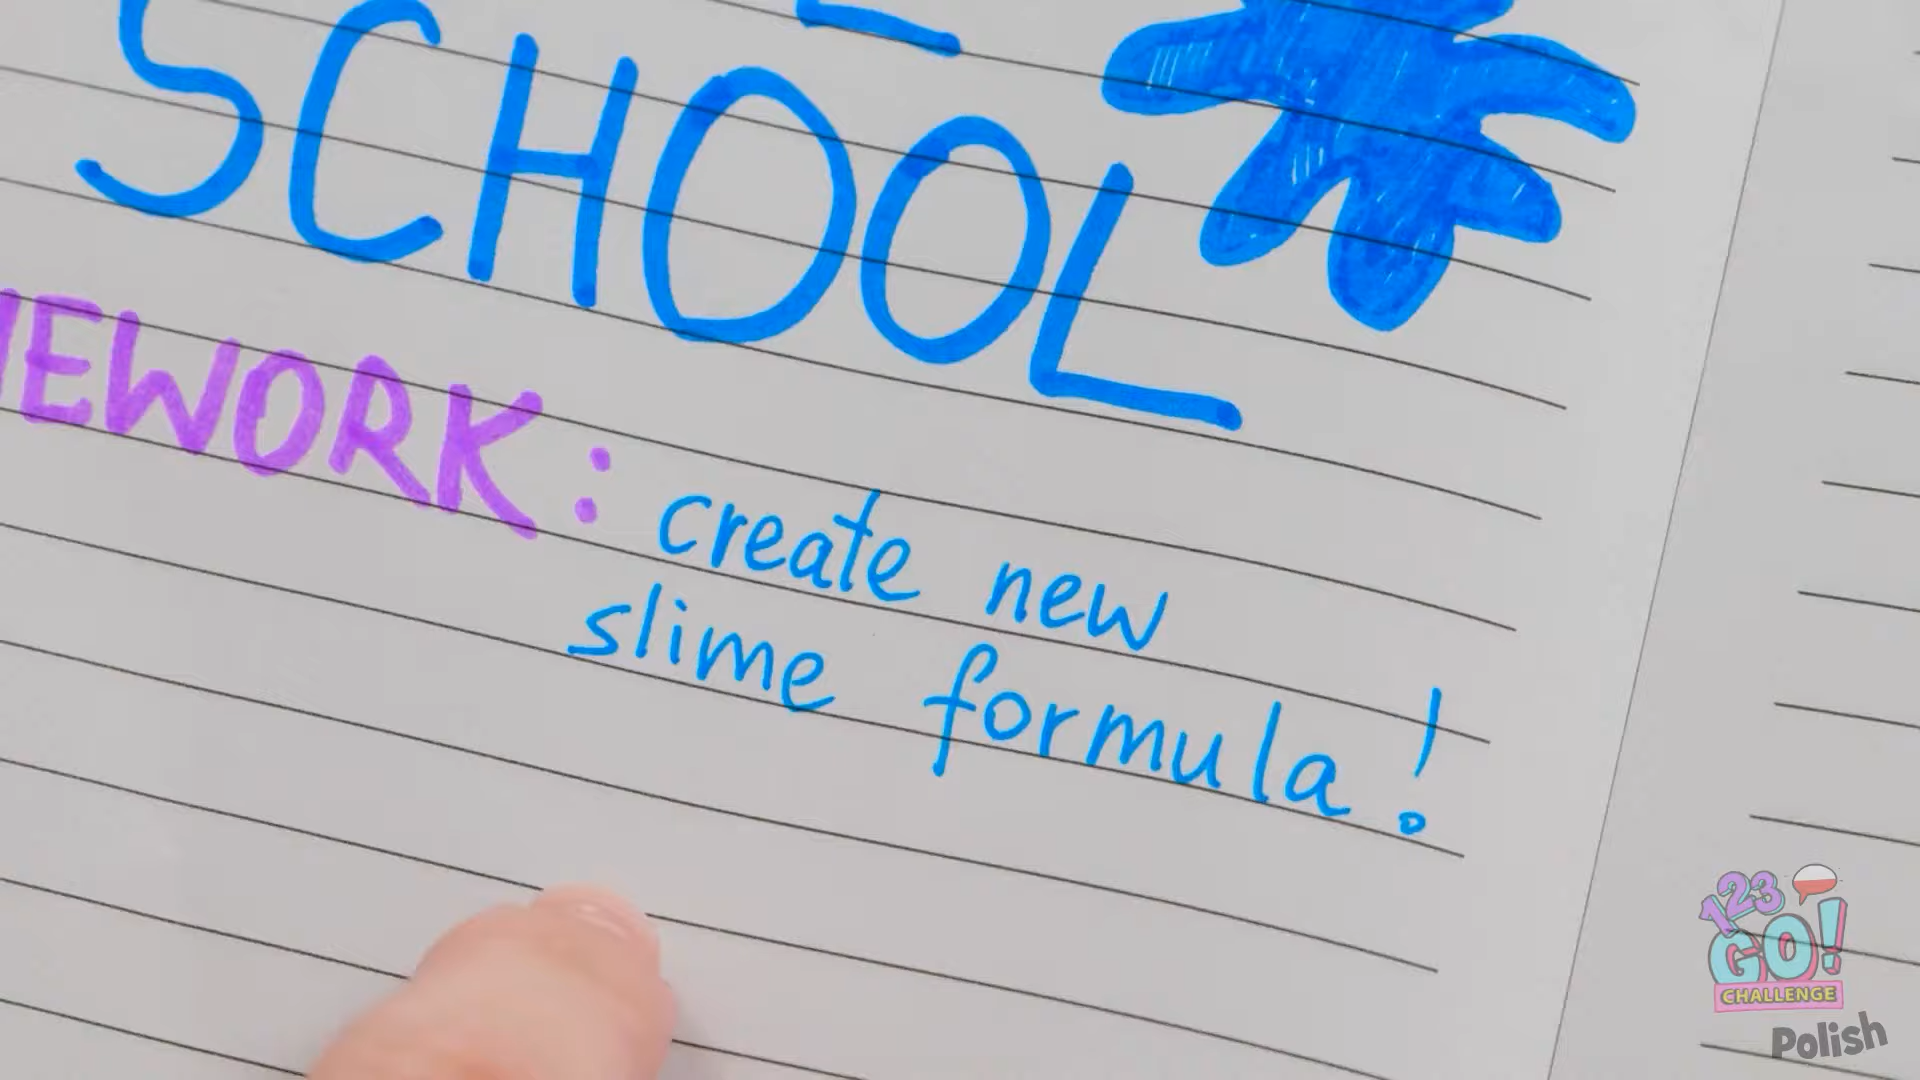 SCHOOL
EWORK: create new
slime formula!
123
GO!
CHALLENGE
Polish